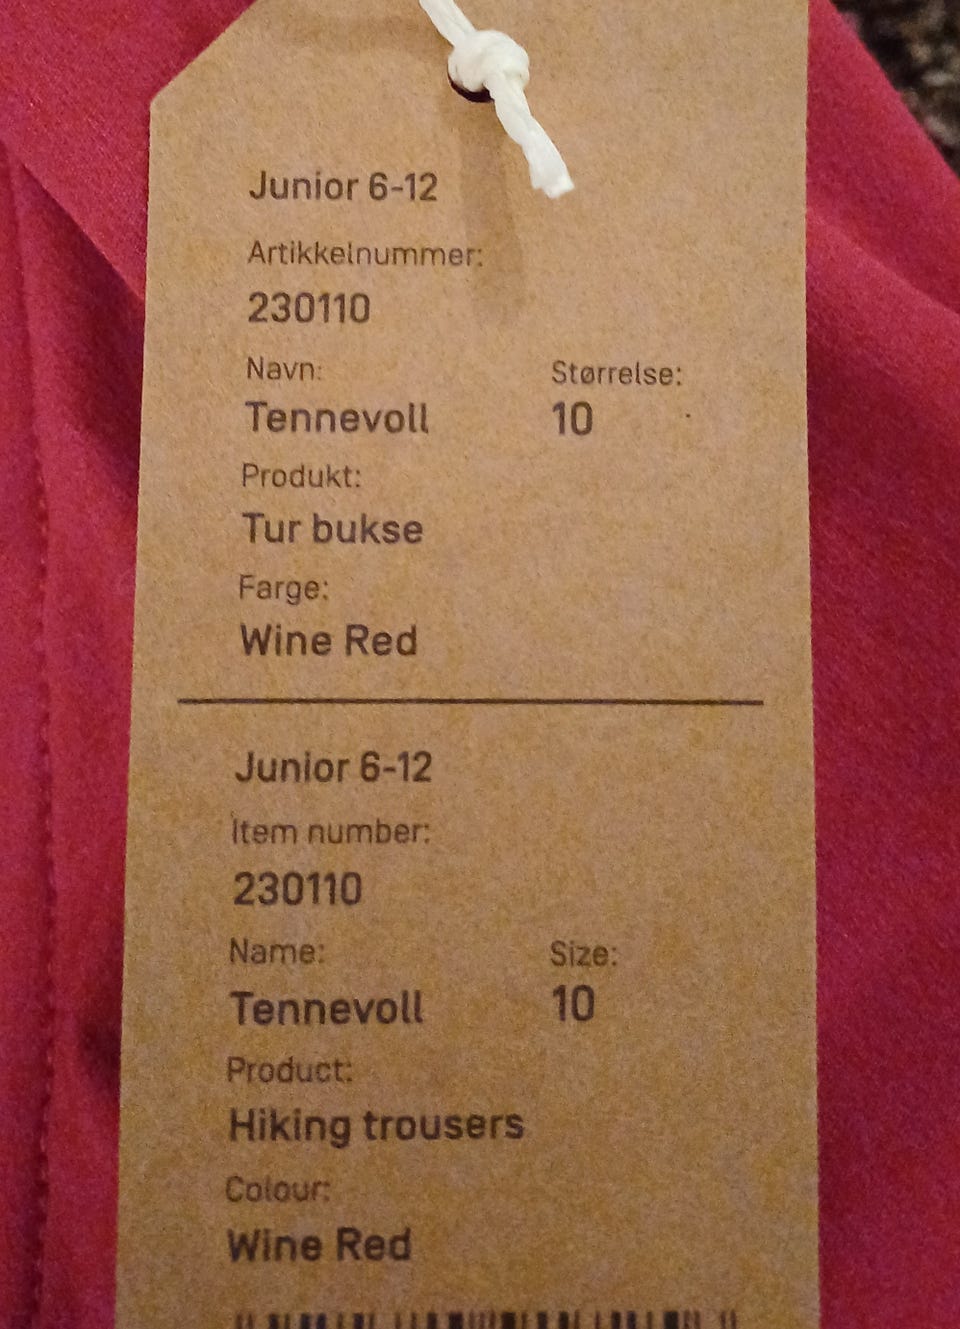 Junior 6-12
Artikkelnummer:
230110
Navn: Størrelse:
Tennevoll 10
Produkt:
Tur bukse
Farge:
Wine Red
Junior 6-12
Item number:
230110
Name: Size:
Tennevoll 10
Product:
Hiking trousers
Colour:
Wine Red